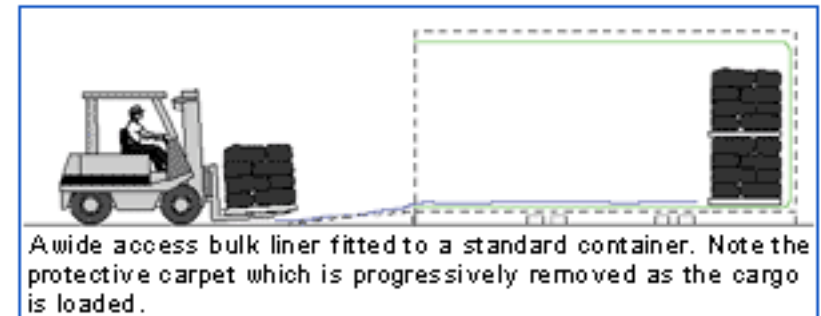 A wide access bulk liner fitted to a standard container. Note the
protective carpet which is progressively removed as the cargo
is loaded.